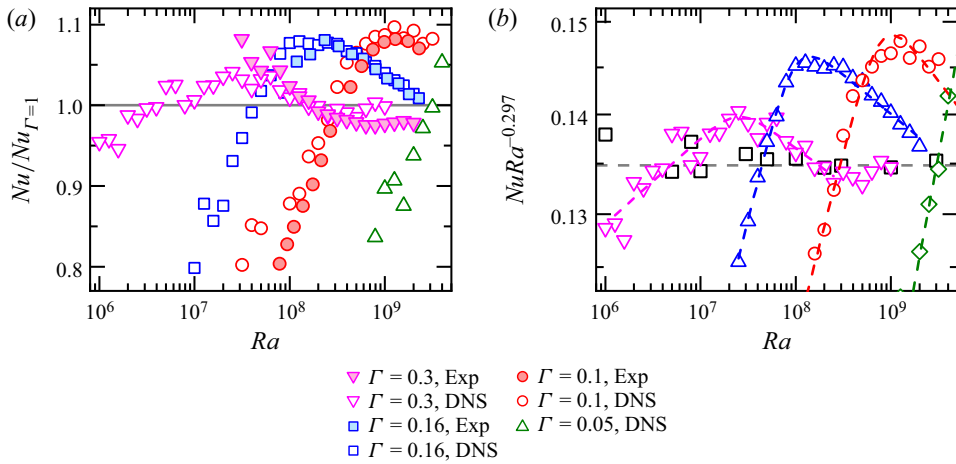 (a)
1.1
1.0
0.9
0.8
Nu/Nu_{Γ=1}
10^6
10^7
10^8
10^9
Ra
(b)
0.15
0.14
0.13
NuRa^{−0.297}
10^6
10^7
10^8
10^9
Ra
Γ = 0.3, Exp
Γ = 0.3, DNS
Γ = 0.16, Exp
Γ = 0.16, DNS
Γ = 0.1, Exp
Γ = 0.1, DNS
Γ = 0.05, DNS